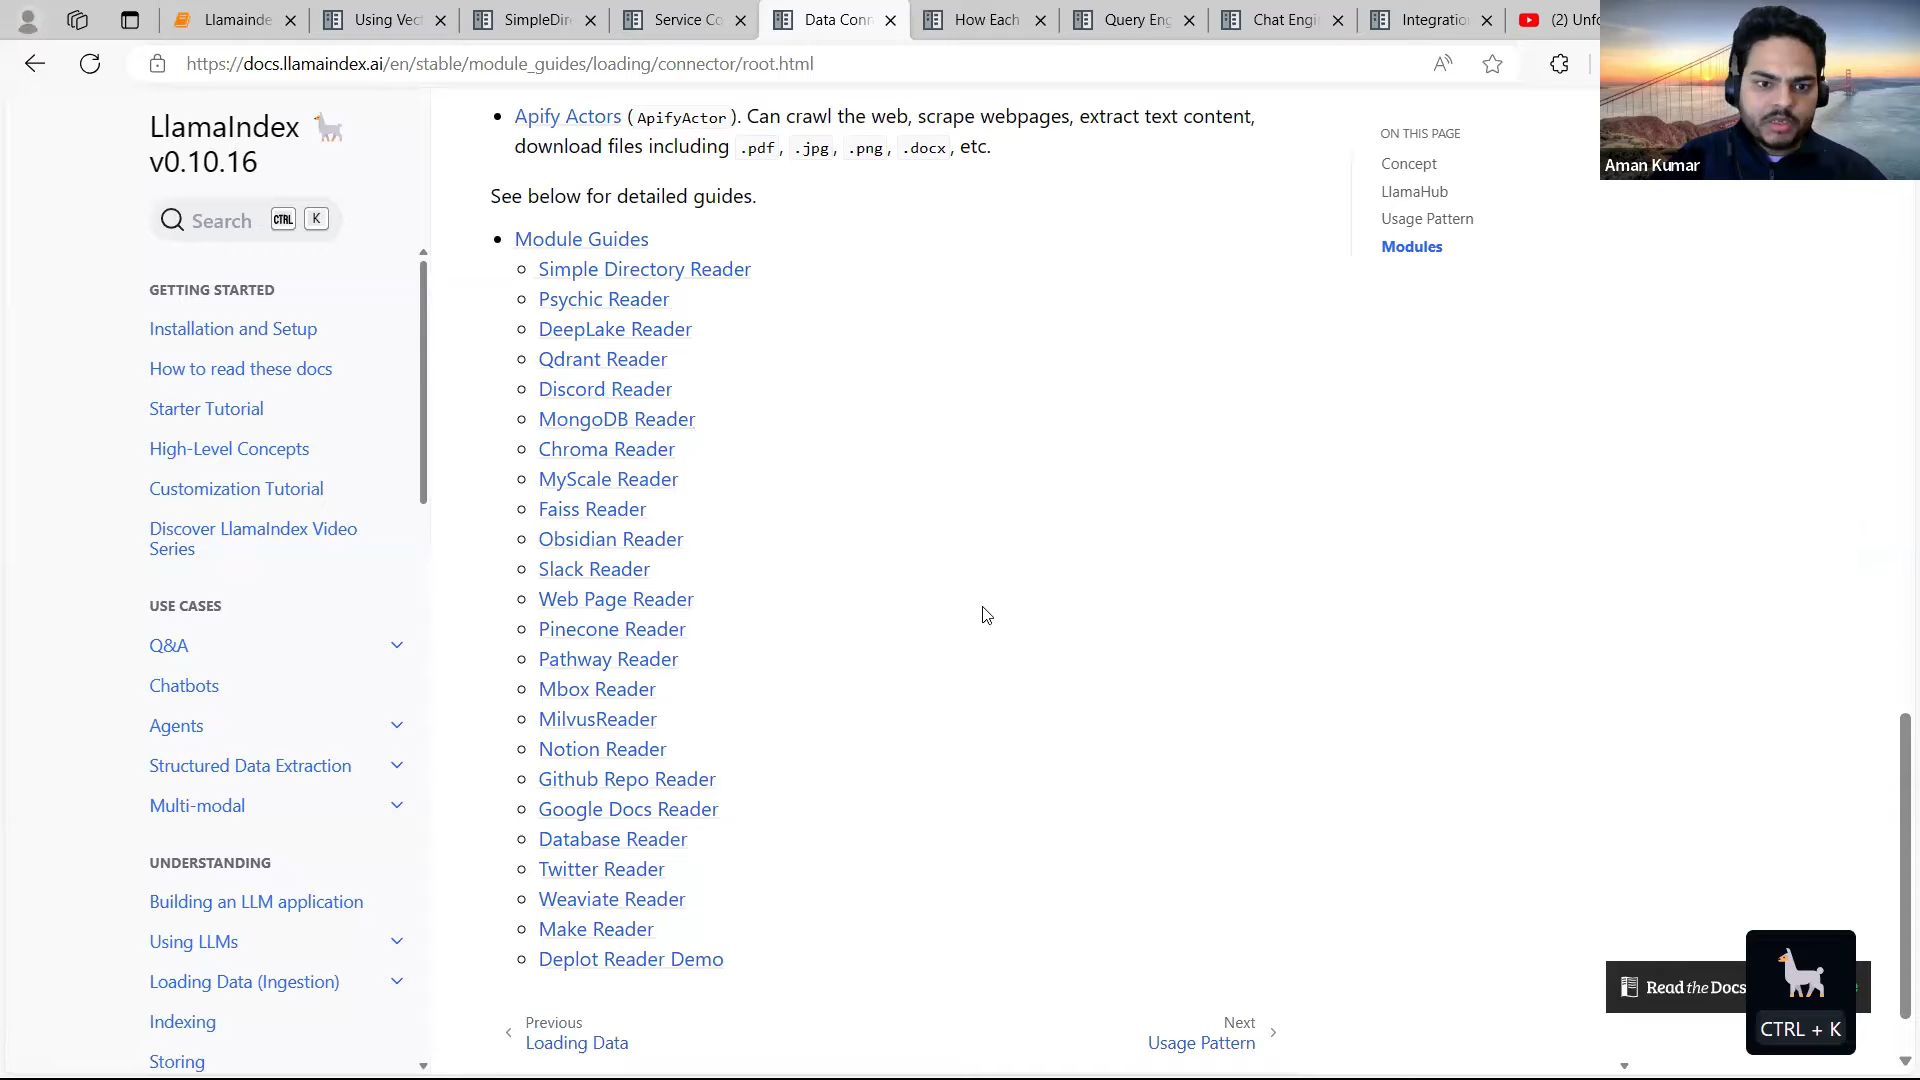 Llamainde
Using Vect
SimpleDire
Service Co
Data Conn
How Each
Query Eng
Chat Engi
Integratio
(2) Unfo
https://docs.llamaindex.ai/en/stable/module_guides/loading/connector/root.html
Aman Kumar
LlamaIndex
v0.10.16
Search CTRL K
GETTING STARTED
Installation and Setup
How to read these docs
Starter Tutorial
High-Level Concepts
Customization Tutorial
Discover LlamaIndex Video
Series
USE CASES
Q&A
Chatbots
Agents
Structured Data Extraction
Multi-modal
UNDERSTANDING
Building an LLM application
Using LLMs
Loading Data (Ingestion)
Indexing
Storing
Apify Actors (ApifyActor). Can crawl the web, scrape webpages, extract text content,
download files including .pdf, .jpg, .png, .docx, etc.
See below for detailed guides.
Module Guides
Simple Directory Reader
Psychic Reader
DeepLake Reader
Qdrant Reader
Discord Reader
MongoDB Reader
Chroma Reader
MyScale Reader
Faiss Reader
Obsidian Reader
Slack Reader
Web Page Reader
Pinecone Reader
Pathway Reader
Mbox Reader
MilvusReader
Notion Reader
Github Repo Reader
Google Docs Reader
Database Reader
Twitter Reader
Weaviate Reader
Make Reader
Deplot Reader Demo
Previous
Loading Data
Next
Usage Pattern
ON THIS PAGE
Concept
LlamaHub
Usage Pattern
Modules
Read the Docs
CTRL + K